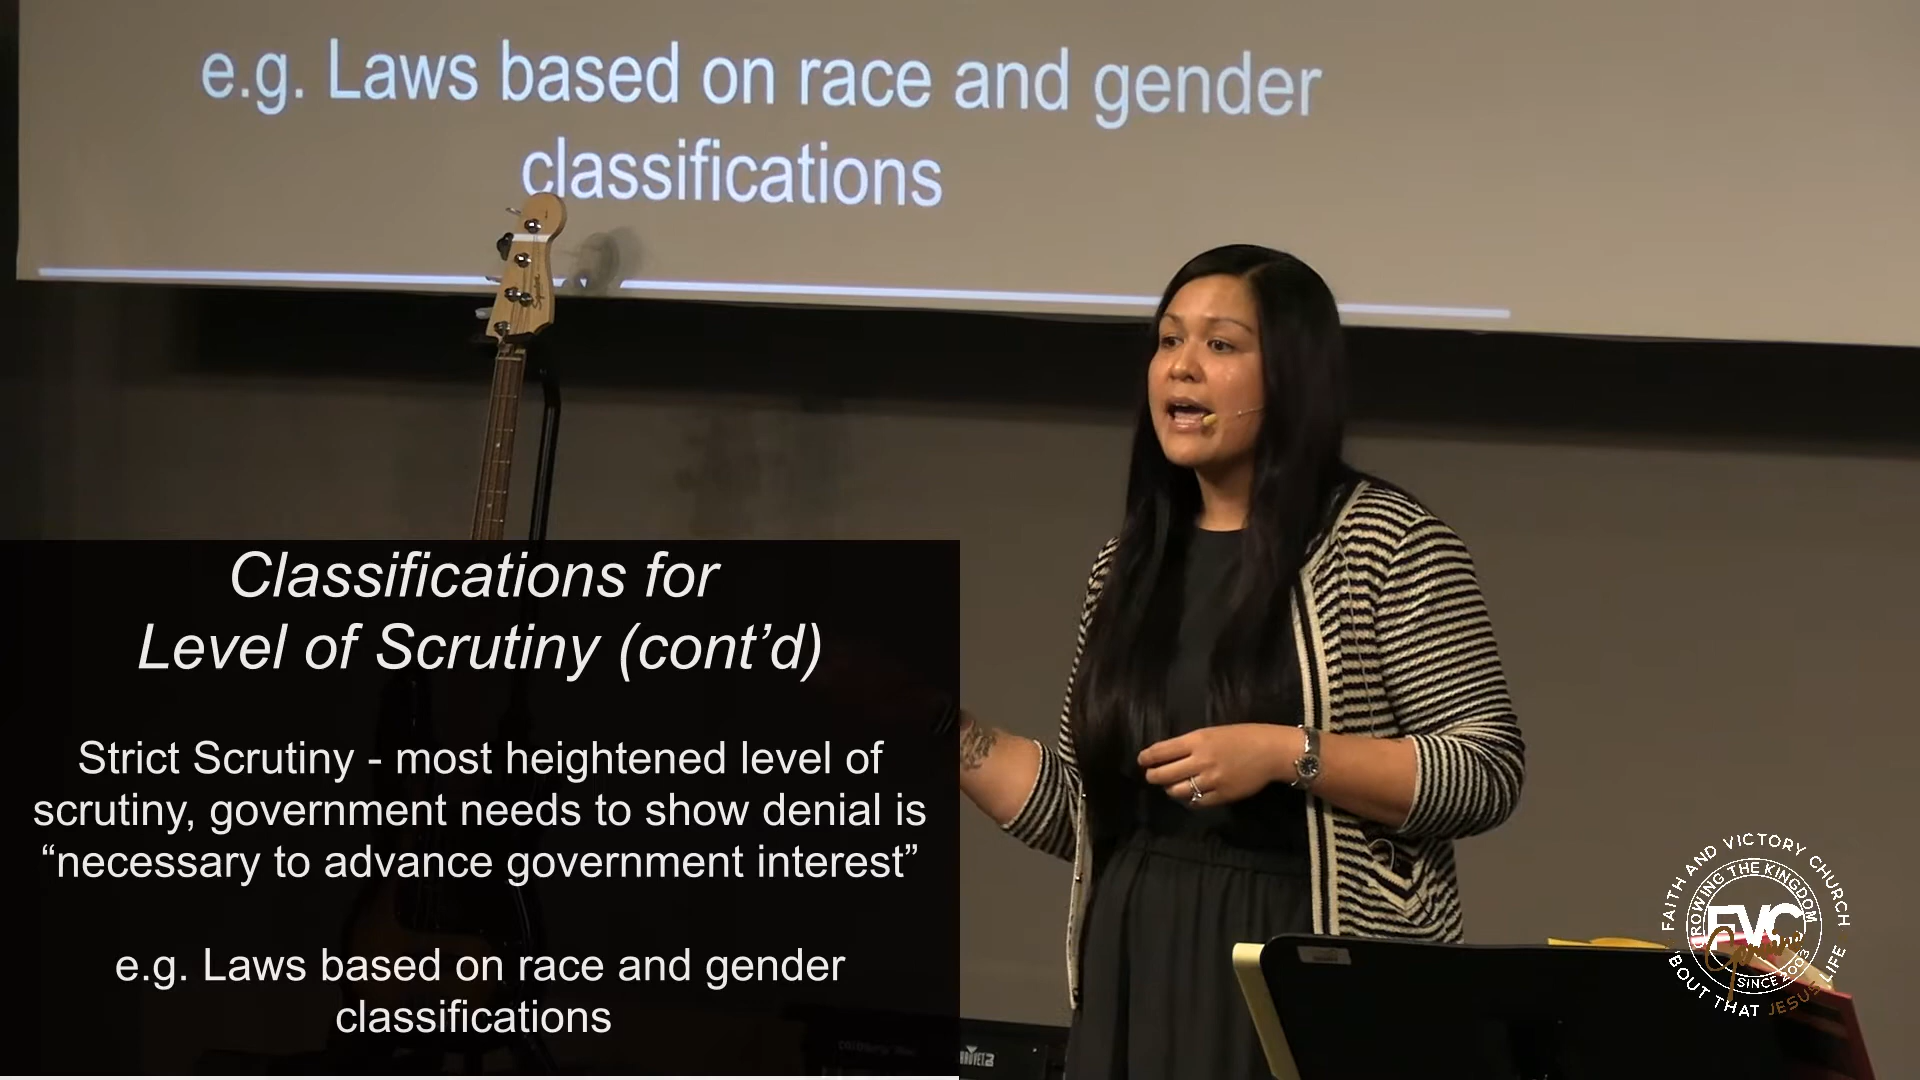 e.g. Laws based on race and gender
classifications
Squier
Classifications for
Level of Scrutiny (cont’d)
Strict Scrutiny - most heightened level of
scrutiny, government needs to show denial is
“necessary to advance government interest”
e.g. Laws based on race and gender
classifications
FAITH AND VICTORY CHURCH
GROWING THE KINGDOM
FVC
SINCE 2003
'BOUT THAT JESUS LIFE
CHAUVET